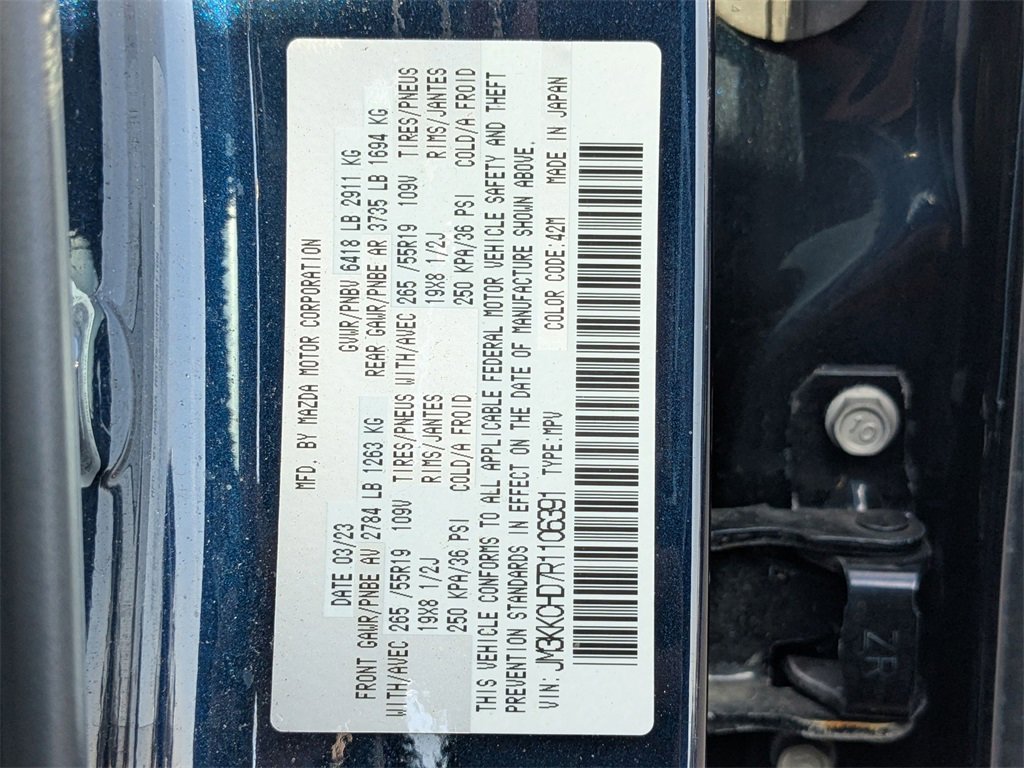 MFD. BY MAZDA MOTOR CORPORATION
DATE 03/23 GVWR/PNBV 6418 LB 2911 KG
FRONT GAWR/PNBE AV 2784 LB 1263 KG REAR GAWR/PNBE AR 3735 LB 1694 KG
WITH/AVEC 265 /55R19 109V TIRES/PNEUS WITH/AVEC 265 /55R19 109V TIRES/PNEUS
19X8 1/2J RIMS/JANTES 19X8 1/2J RIMS/JANTES
250 KPA/36 PSI COLD/A FROID 250 KPA/36 PSI COLD/A FROID
THIS VEHICLE CONFORMS TO ALL APPLICABLE FEDERAL MOTOR VEHICLE SAFETY AND THEFT
PREVENTION STANDARDS IN EFFECT ON THE DATE OF MANUFACTURE SHOWN ABOVE.
VIN: JM3KKCHD7R1106391 TYPE:MPV COLOR CODE:42M MADE IN JAPAN
10
ZR